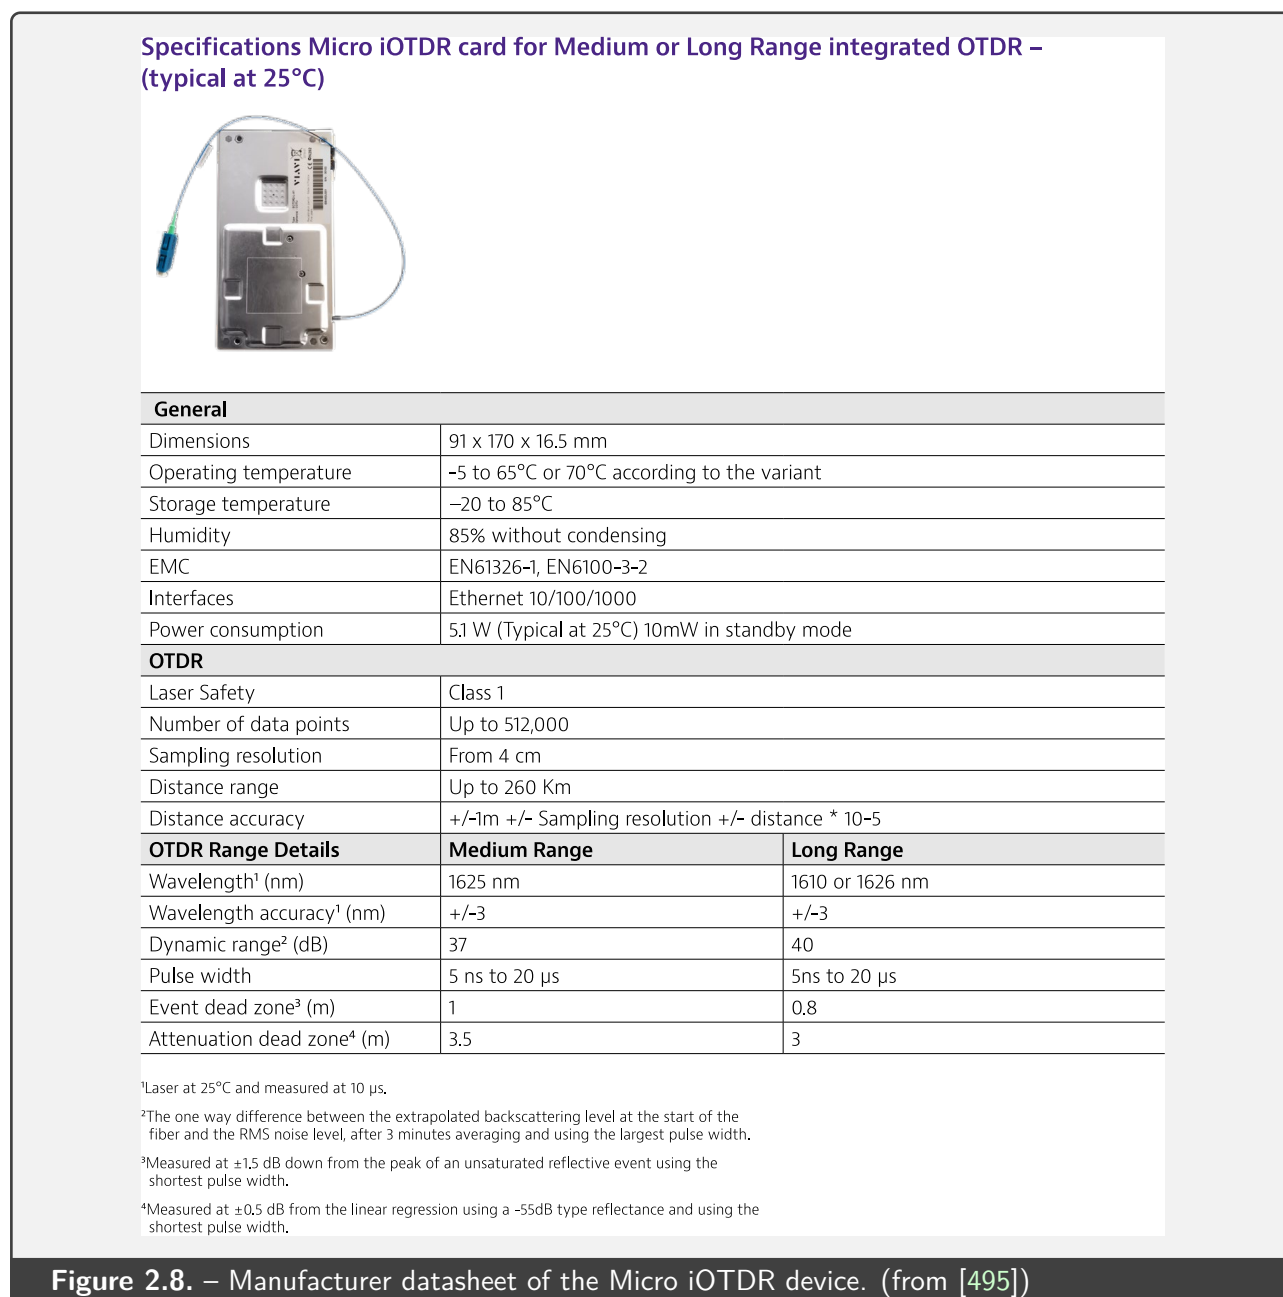 Specifications Micro iOTDR card for Medium or Long Range integrated OTDR –
(typical at 25°C)
VIAVI
General
Dimensions 91 x 170 x 16.5 mm
Operating temperature -5 to 65°C or 70°C according to the variant
Storage temperature –20 to 85°C
Humidity 85% without condensing
EMC EN61326-1, EN6100-3-2
Interfaces Ethernet 10/100/1000
Power consumption 5.1 W (Typical at 25°C) 10mW in standby mode
OTDR
Laser Safety Class 1
Number of data points Up to 512,000
Sampling resolution From 4 cm
Distance range Up to 260 Km
Distance accuracy +/-1m +/- Sampling resolution +/- distance * 10-5
OTDR Range Details Medium Range Long Range
Wavelength¹ (nm) 1625 nm 1610 or 1626 nm
Wavelength accuracy¹ (nm) +/-3 +/-3
Dynamic range² (dB) 37 40
Pulse width 5 ns to 20 µs 5ns to 20 µs
Event dead zone³ (m) 1 0.8
Attenuation dead zone⁴ (m) 3.5 3
¹Laser at 25°C and measured at 10 µs.
²The one way difference between the extrapolated backscattering level at the start of the
fiber and the RMS noise level, after 3 minutes averaging and using the largest pulse width.
³Measured at ±1.5 dB down from the peak of an unsaturated reflective event using the
shortest pulse width.
⁴Measured at ±0.5 dB from the linear regression using a -55dB type reflectance and using the
shortest pulse width.
Figure 2.8. – Manufacturer datasheet of the Micro iOTDR device. (from [495])